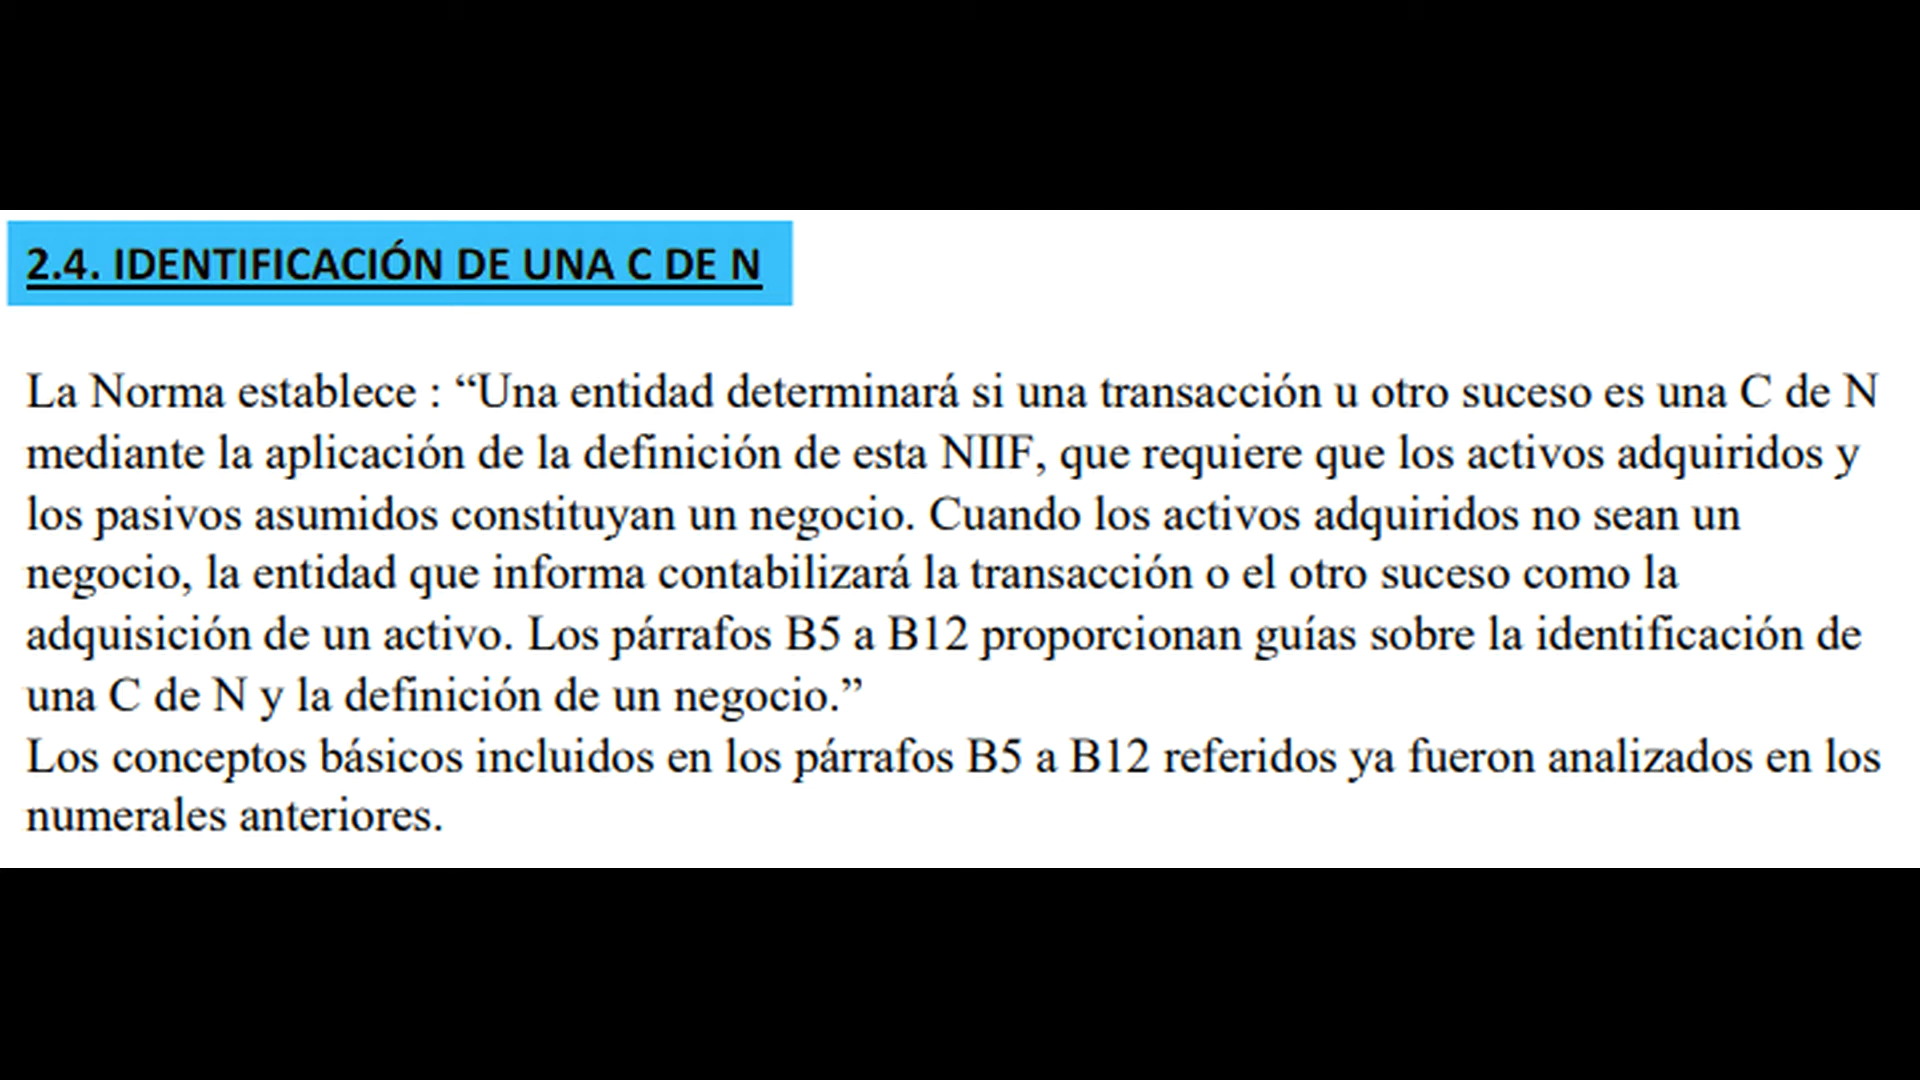 2.4. IDENTIFICACIÓN DE UNA C DE N
La Norma establece : “Una entidad determinará si una transacción u otro suceso es una C de N
mediante la aplicación de la definición de esta NIIF, que requiere que los activos adquiridos y
los pasivos asumidos constituyan un negocio. Cuando los activos adquiridos no sean un
negocio, la entidad que informa contabilizará la transacción o el otro suceso como la
adquisición de un activo. Los párrafos B5 a B12 proporcionan guías sobre la identificación de
una C de N y la definición de un negocio.”
Los conceptos básicos incluidos en los párrafos B5 a B12 referidos ya fueron analizados en los
numerales anteriores.